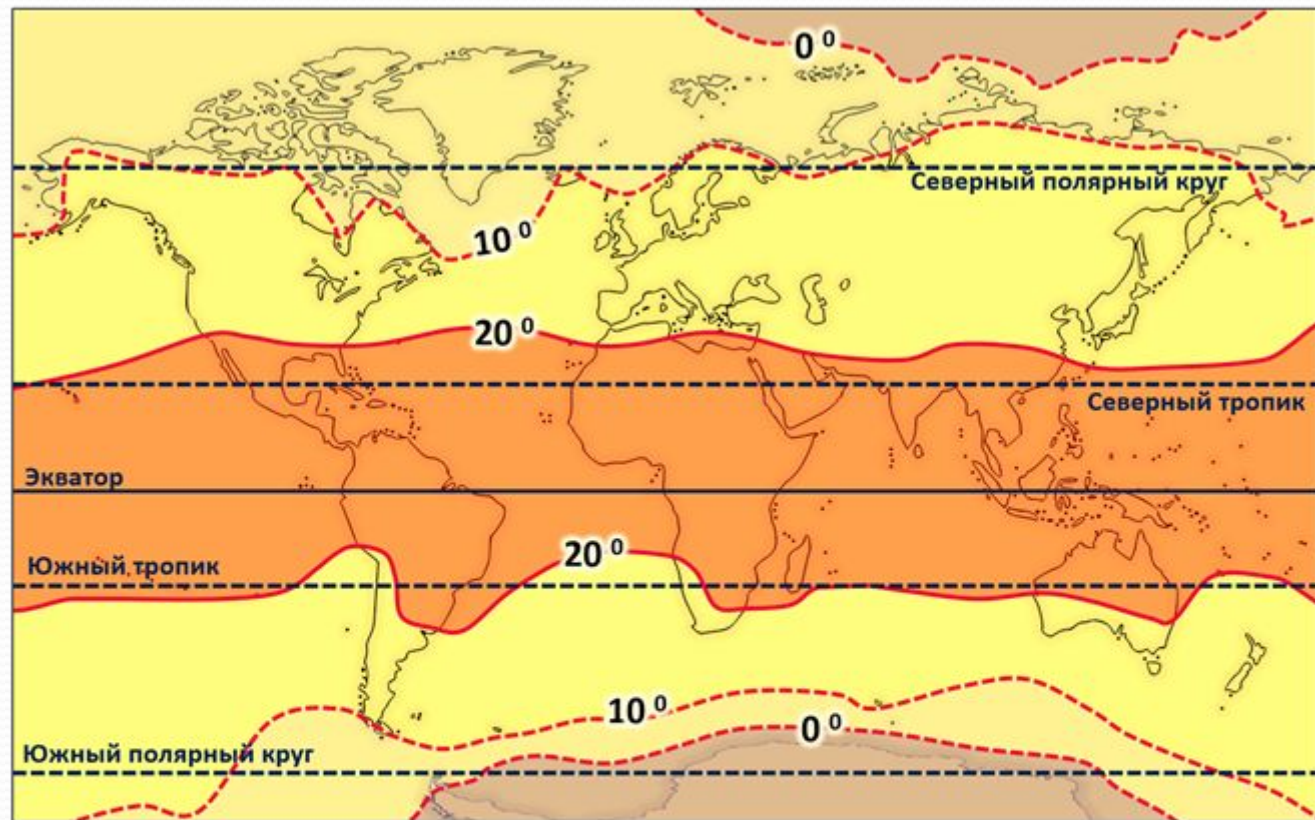 0⁰
Северный полярный круг
10⁰
20⁰
Северный тропик
Экватор
20⁰
Южный тропик
10⁰
0⁰
Южный полярный круг